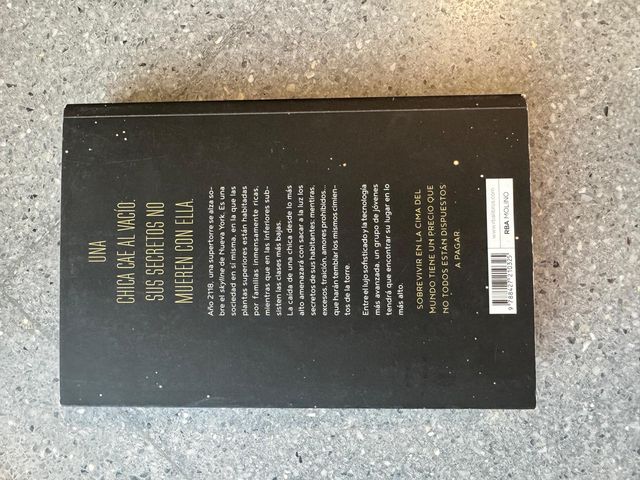 UNA
CHICA CAE AL VACÍO.
SUS SECRETOS NO
MUEREN CON ELLA.
Año 2118, una supertorre se alza so-
bre el skyline de Nueva York. Es una
sociedad en sí misma, en la que las
plantas superiores están habitadas
por familias inmensamente ricas,
mientras que en las inferiores sub-
sisten las clases más bajas.
La caída de una chica desde lo más
alto amenazará con sacar a la luz los
secretos de sus habitantes: mentiras,
excesos, traición, amores prohibidos...
que harán temblar los mismos cimien-
tos de la torre.
Entre el lujo sofisticado y la tecnología
más avanzada, un grupo de jóvenes
tendrá que encontrar su lugar en lo
más alto.
SOBREVIVIR EN LA CIMA DEL
MUNDO TIENE UN PRECIO QUE
NO TODOS ESTÁN DISPUESTOS
A PAGAR.
www.rbalibros.com
RBA MOLINO
9 788427 210325